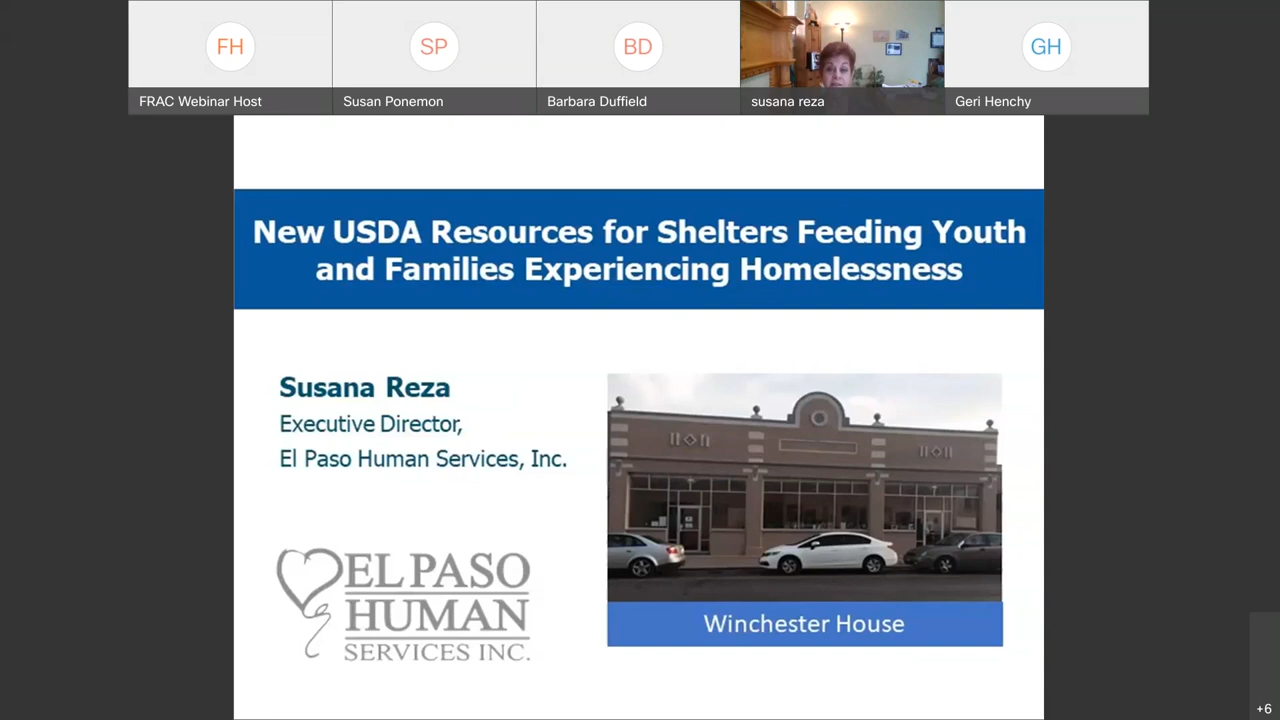 FH
SP
BD
GH
FRAC Webinar Host
Susan Ponemon
Barbara Duffield
susana reza
Geri Henchy
New USDA Resources for Shelters Feeding Youth
and Families Experiencing Homelessness
Susana Reza
Executive Director,
El Paso Human Services, Inc.
EL PASO
HUMAN
SERVICES INC.
Winchester House
+6